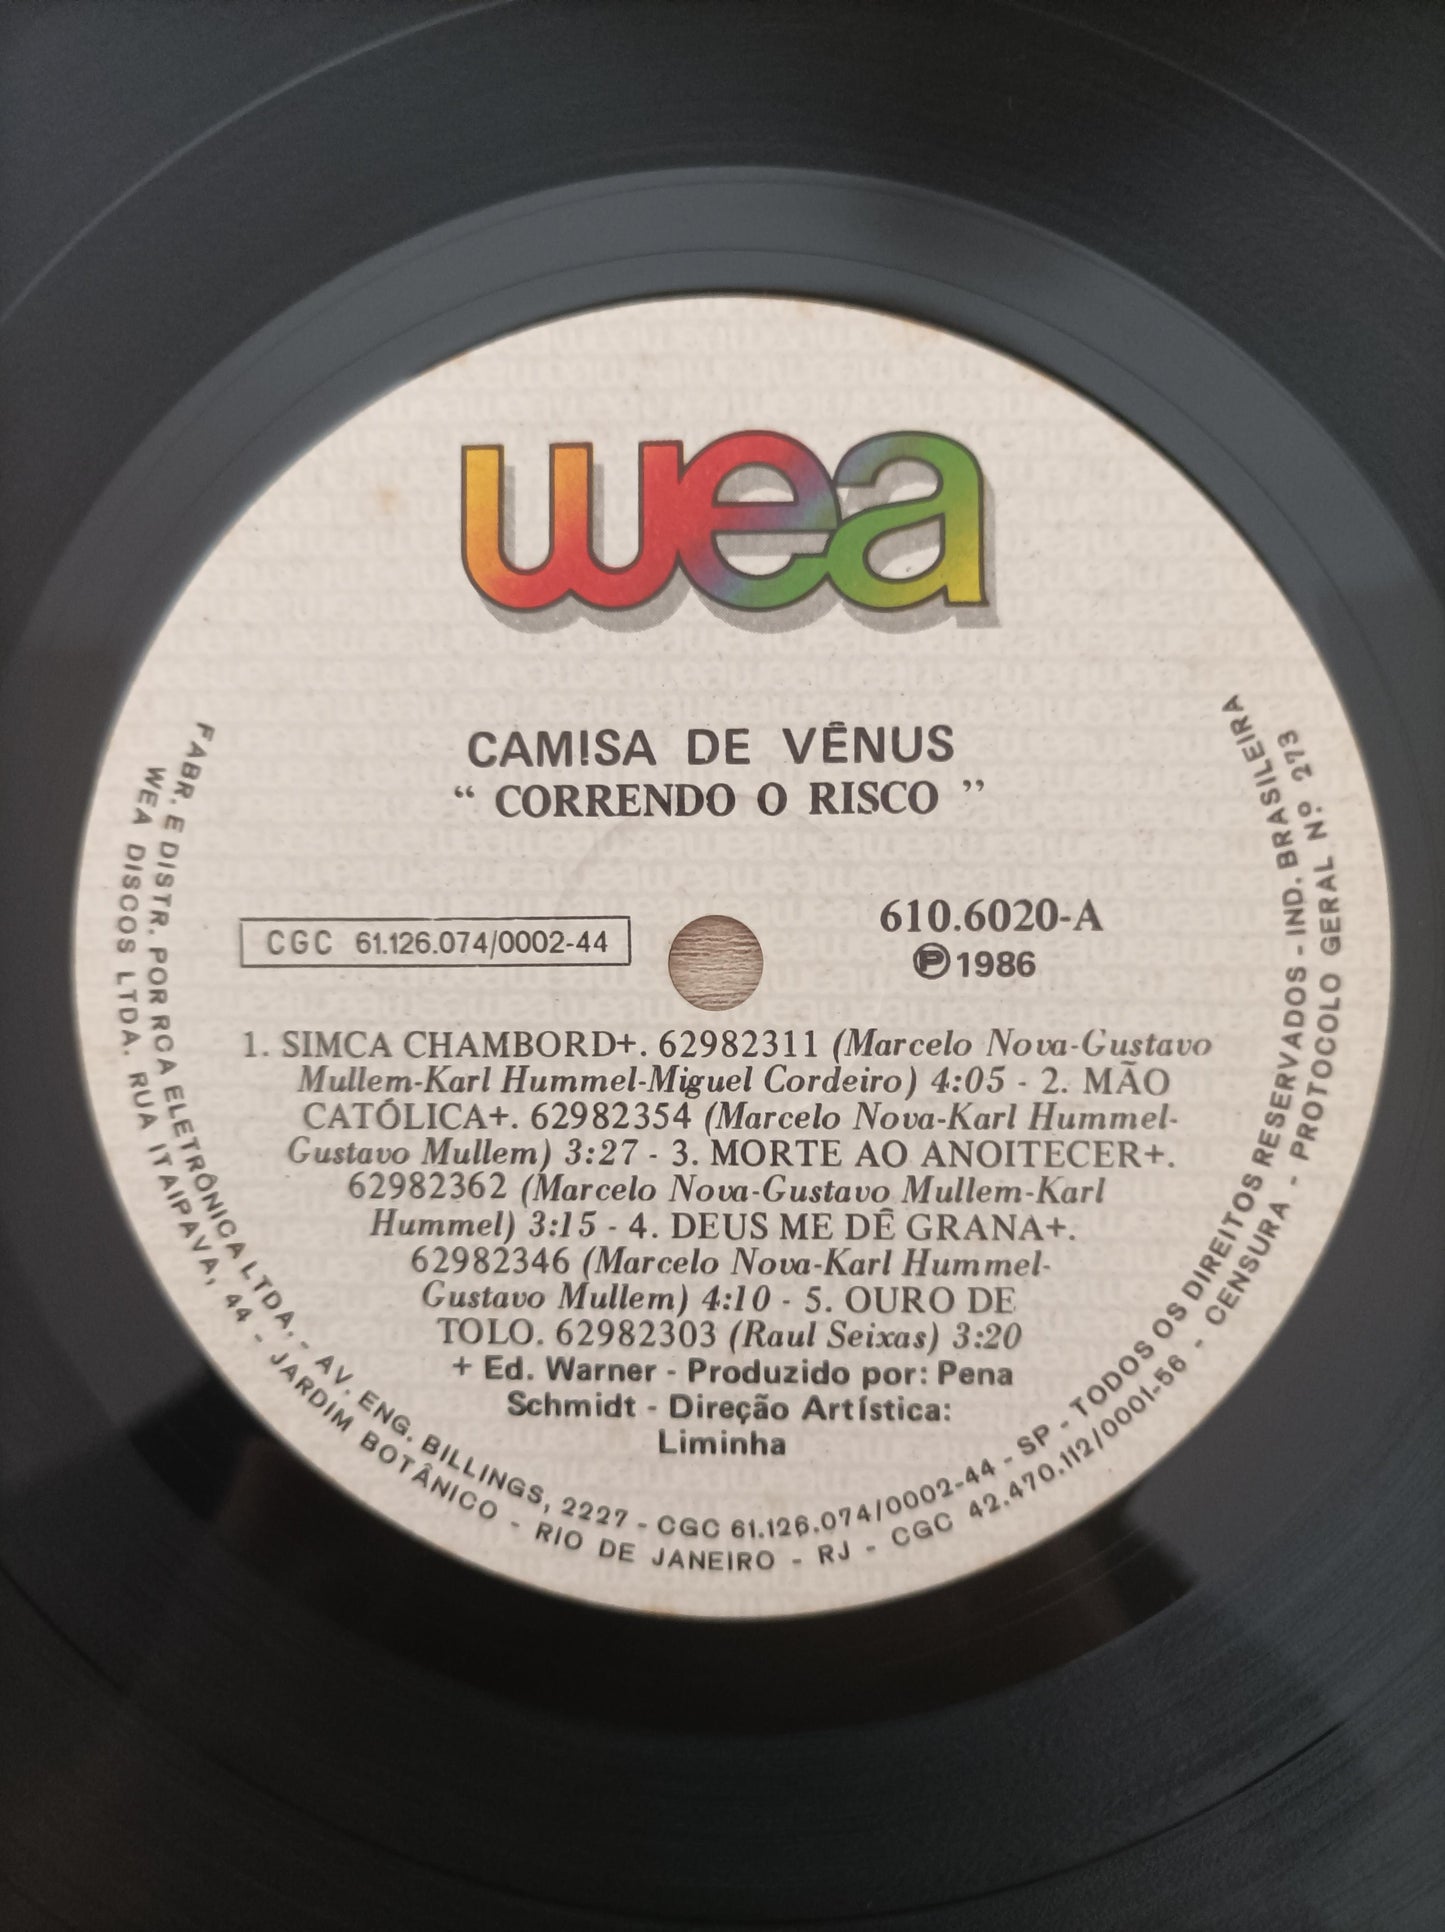 wea
CAMISA DE VÊNUS
“ CORRENDO O RISCO ”
CGC 61.126.074/0002-44
610.6020-A
Ⓟ1986
1. SIMCA CHAMBORD+. 62982311 (Marcelo Nova-Gustavo
Mullem-Karl Hummel-Miguel Cordeiro) 4:05 - 2. MÃO
CATÓLICA+. 62982354 (Marcelo Nova-Karl Hummel-
Gustavo Mullem) 3:27 - 3. MORTE AO ANOITECER+.
62982362 (Marcelo Nova-Gustavo Mullem-Karl
Hummel) 3:15 - 4. DEUS ME DÊ GRANA+.
62982346 (Marcelo Nova-Karl Hummel-
Gustavo Mullem) 4:10 - 5. OURO DE
TOLO. 62982303 (Raul Seixas) 3:20
+ Ed. Warner - Produzido por: Pena
Schmidt - Direção Artística:
Liminha
FABR. E DISTR. POR RCA ELETRÔNICA LTDA. - AV. ENG. BILLINGS, 2227 - CGC 61.126.074/0002-44 - SP - TODOS OS DIREITOS RESERVADOS - IND. BRASILEIRA
WEA DISCOS LTDA. RUA ITAIPAVA, 44 - JARDIM BOTÂNICO - RIO DE JANEIRO - RJ - CGC 42.470.112/0001-56 - CENSURA - PROTOCOLO GERAL Nº 273